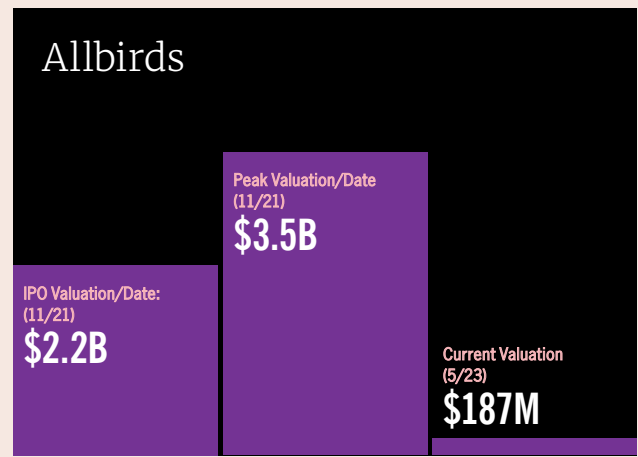 Allbirds
IPO Valuation/Date:
(11/21)
$2.2B
Peak Valuation/Date
(11/21)
$3.5B
Current Valuation
(5/23)
$187M